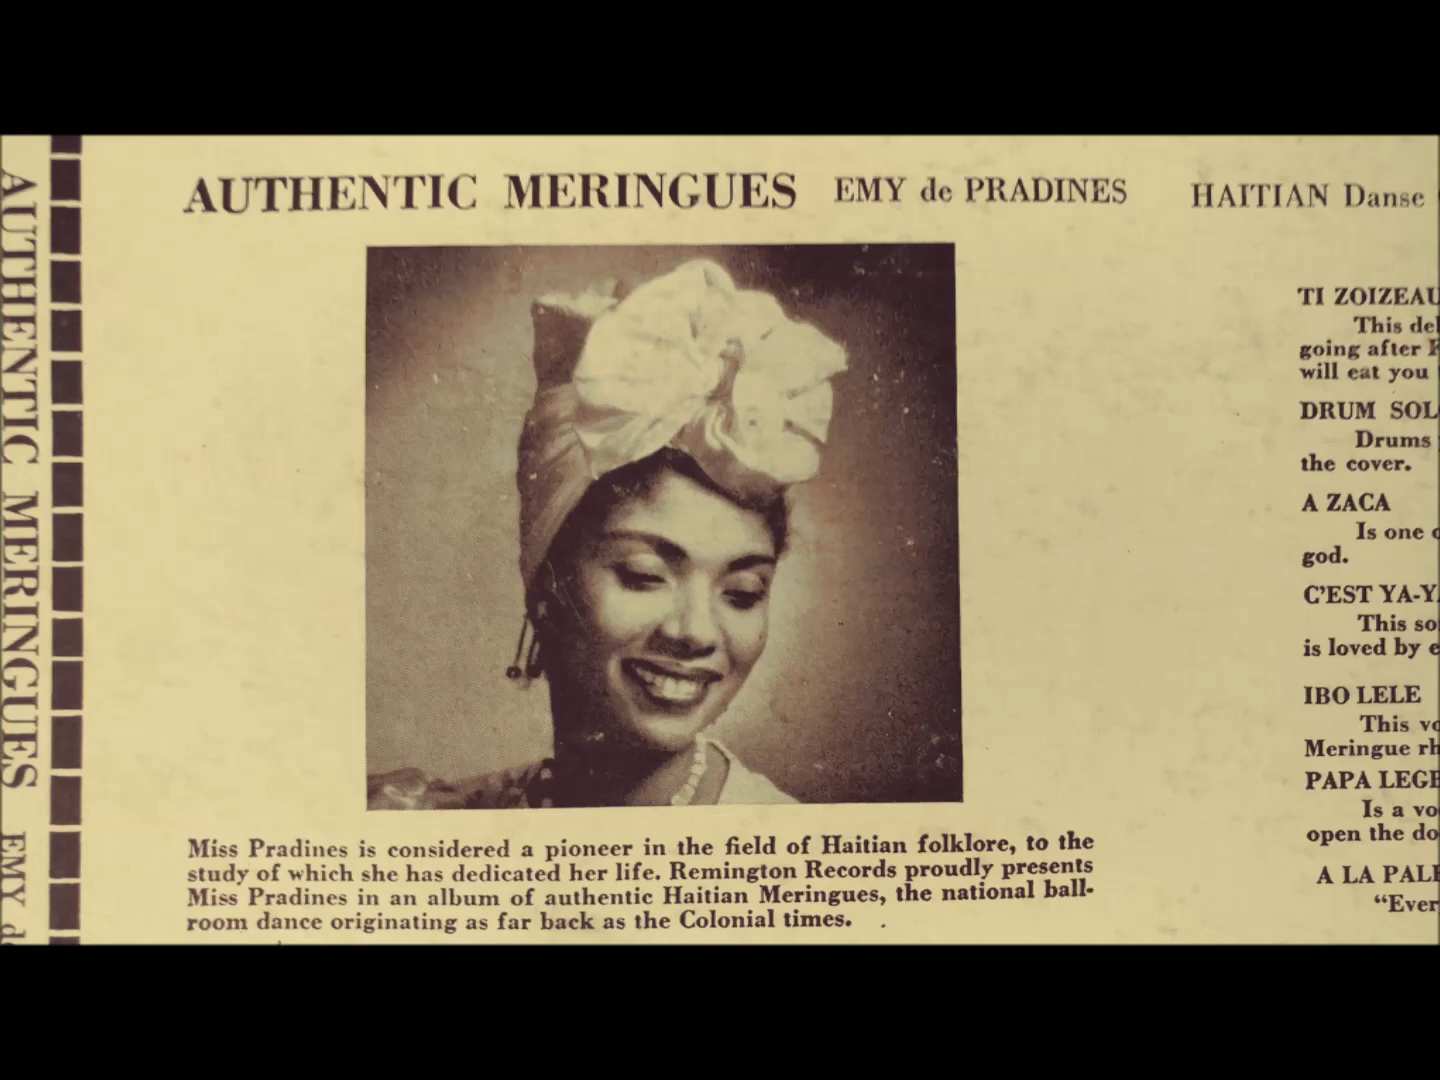 AUTHENTIC MERINGUES EMY de PRADINES HAITIAN Danse
AUTHENTIC MERINGUES EMY
Miss Pradines is considered a pioneer in the field of Haitian folklore, to the
study of which she has dedicated her life. Remington Records proudly presents
Miss Pradines in an album of authentic Haitian Meringues, the national ball-
room dance originating as far back as the Colonial times.
TI ZOIZEAU
This
going after
will eat you
DRUM
Drums
the cover.
A ZACA
Is one
god.
C'EST
This
is loved by
IBO LELE
This
Meringue
PAPA
Is a
open the
A LA